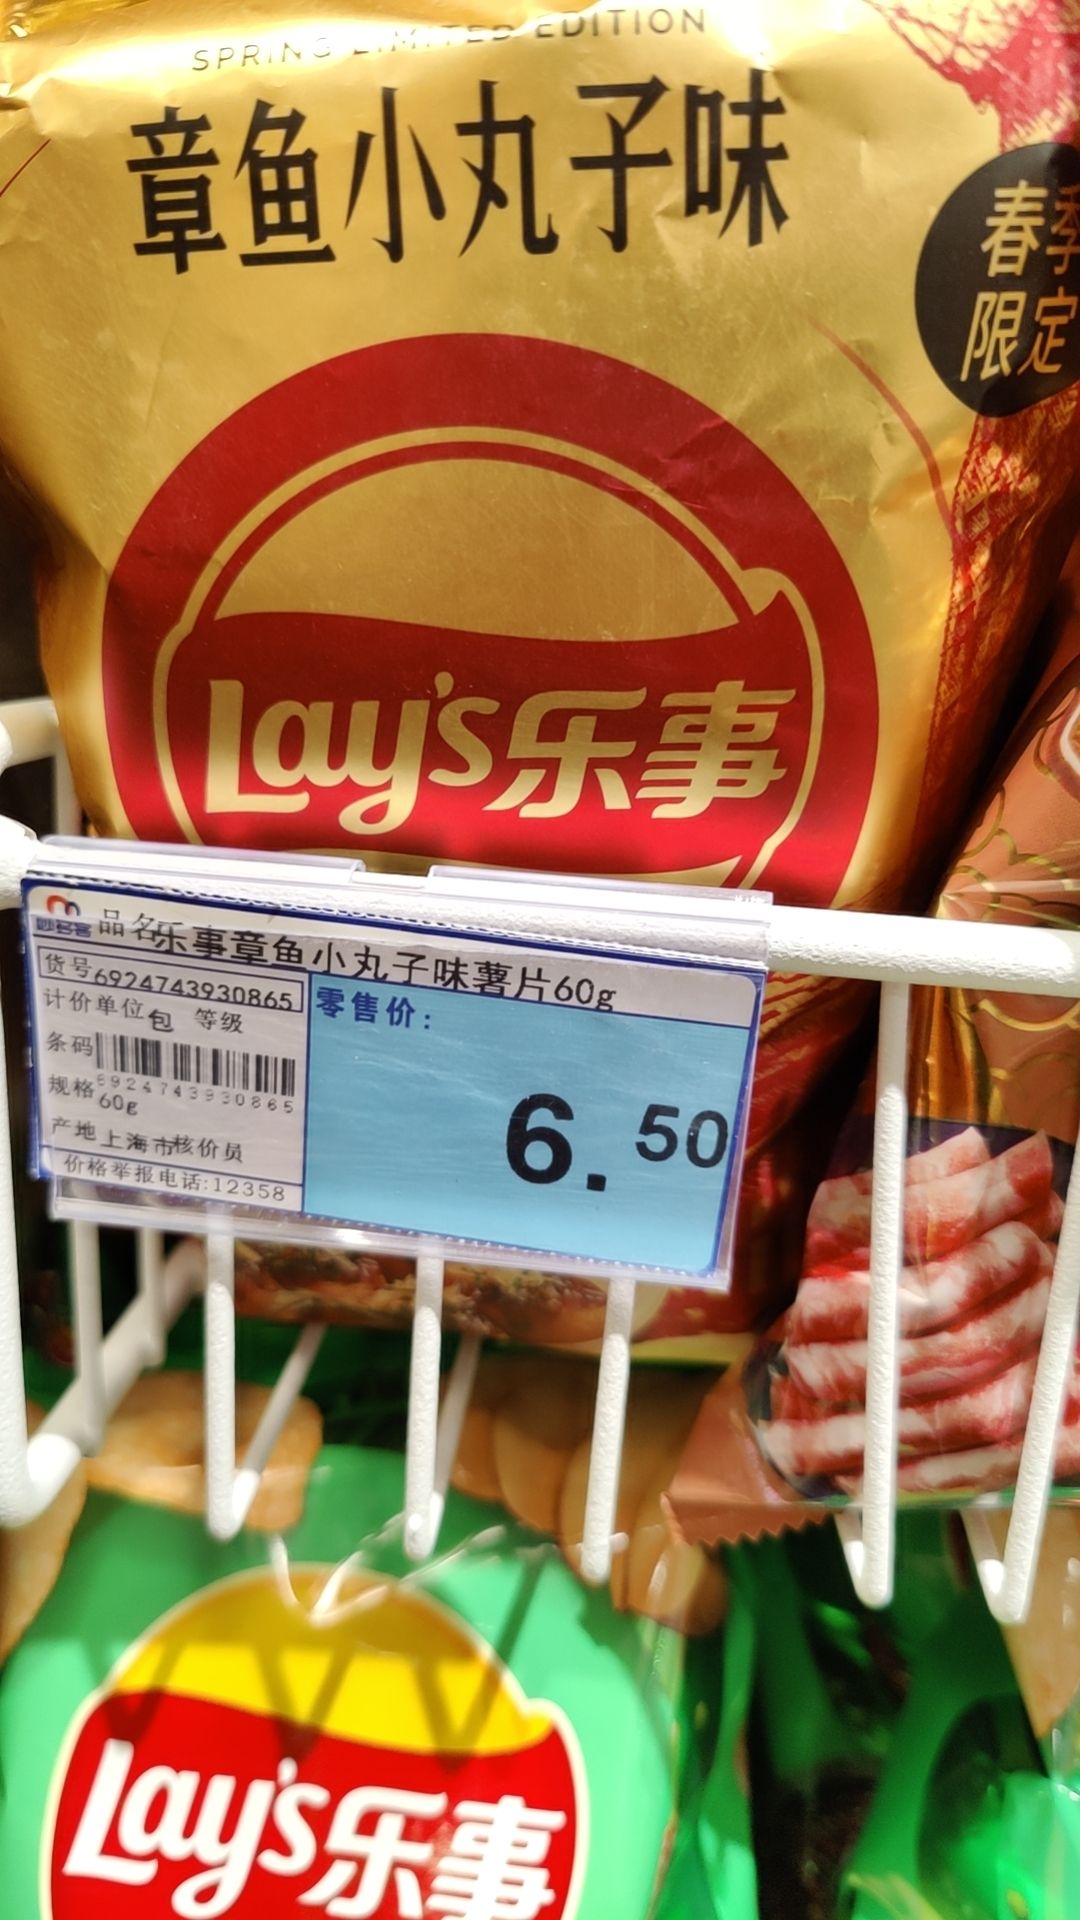 SPRING LIMITED EDITION
章鱼小丸子味
春季
限定
Lay's乐事
品名乐事章鱼小丸子味薯片60g
货号6924743930865
计价单位包 等级
零售价:
条码
6924743930865
规格60g
6.50
产地上海市核价员
价格举报电话:12358
Lay's乐事